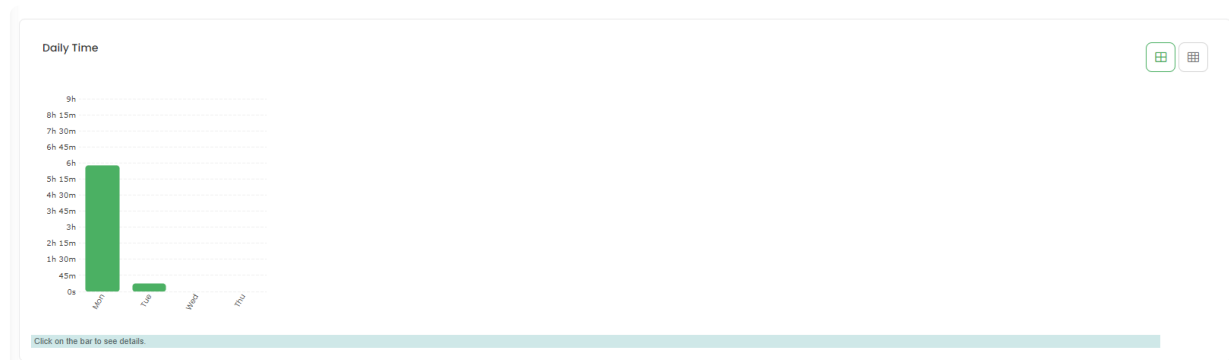 Daily Time
9h
8h 15m
7h 30m
6h 45m
6h
5h 15m
4h 30m
3h 45m
3h
2h 15m
1h 30m
45m
0s
Mon Tue Wed Thu
Click on the bar to see details.